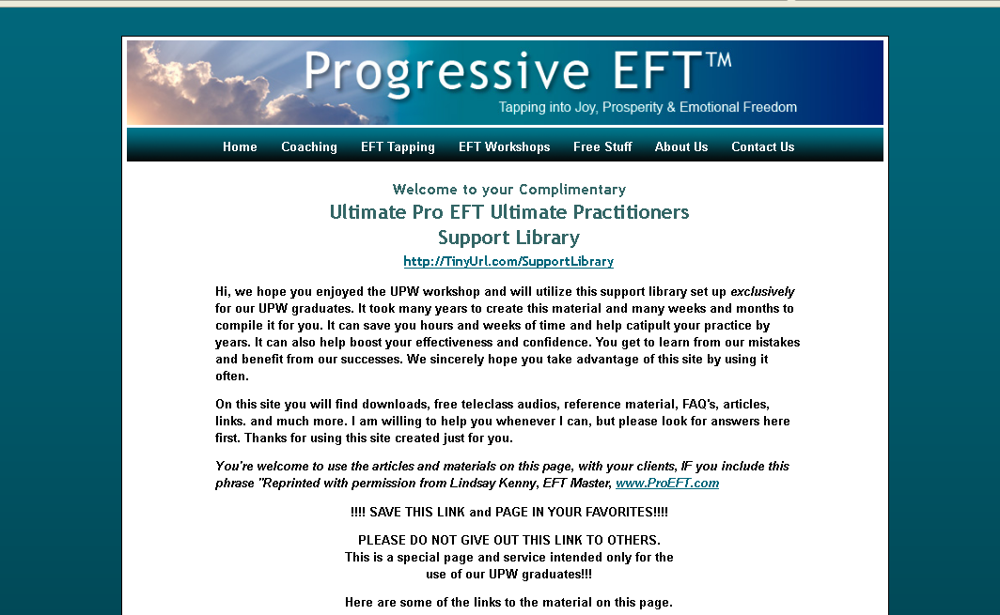 Progressive EFT™
Tapping into Joy, Prosperity & Emotional Freedom
Home Coaching EFT Tapping EFT Workshops Free Stuff About Us Contact Us
Welcome to your Complimentary
Ultimate Pro EFT Ultimate Practitioners
Support Library
http://TinyUrl.com/SupportLibrary
Hi, we hope you enjoyed the UPW workshop and will utilize this support library set up exclusively
for our UPW graduates. It took many years to create this material and many weeks and months to
compile it for you. It can save you hours and weeks of time and help catipult your practice by
years. It can also help boost your effectiveness and confidence. You get to learn from our mistakes
and benefit from our successes. We sincerely hope you take advantage of this site by using it
often.
On this site you will find downloads, free teleclass audios, reference material, FAQ's, articles,
links. and much more. I am willing to help you whenever I can, but please look for answers here
first. Thanks for using this site created just for you.
You're welcome to use the articles and materials on this page, with your clients, IF you include this
phrase "Reprinted with permission from Lindsay Kenny, EFT Master, www.ProEFT.com
!!!! SAVE THIS LINK and PAGE IN YOUR FAVORITES!!!!
PLEASE DO NOT GIVE OUT THIS LINK TO OTHERS.
This is a special page and service intended only for the
use of our UPW graduates!!!
Here are some of the links to the material on this page.